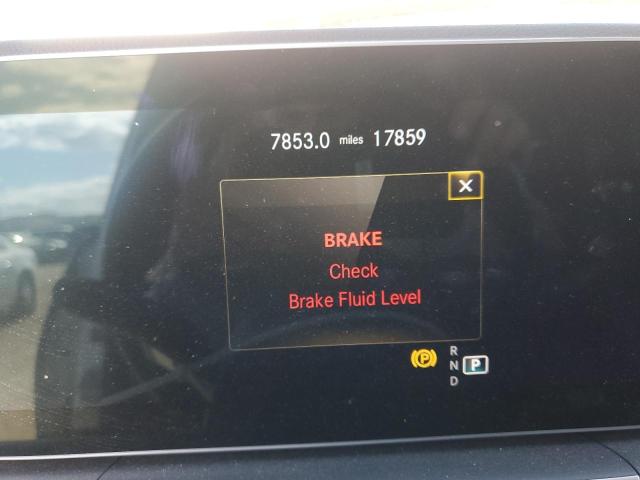 7853.0 miles 17859
X
BRAKE
Check
Brake Fluid Level
P R
N P
D